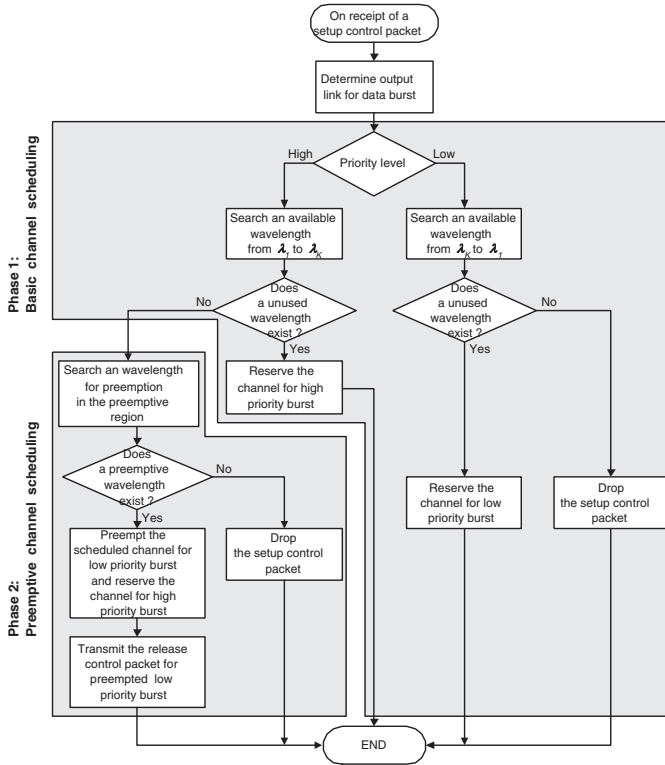 On receipt of a
setup control packet
Determine output
link for data burst
Phase 1:
Basic channel scheduling
Priority level
High
Low
Search an available
wavelength
from λ1 to λK
Search an available
wavelength
from λK to λ1
Does
a unused
wavelength
exist ?
No
Yes
Does
a unused
wavelength
exist ?
No
Yes
Reserve the
channel for high
priority burst
Phase 2:
Preemptive channel scheduling
Search an wavelength
for preemption
in the preemptive
region
Does
a preemptive
wavelength
exist ?
No
Yes
Preempt the
scheduled channel for
low priority burst
and reserve the
channel for high
priority burst
Drop
the setup control
packet
Reserve the
channel for low
priority burst
Drop
the setup control
packet
Transmit the release
control packet for
prempted low
priority burst
END